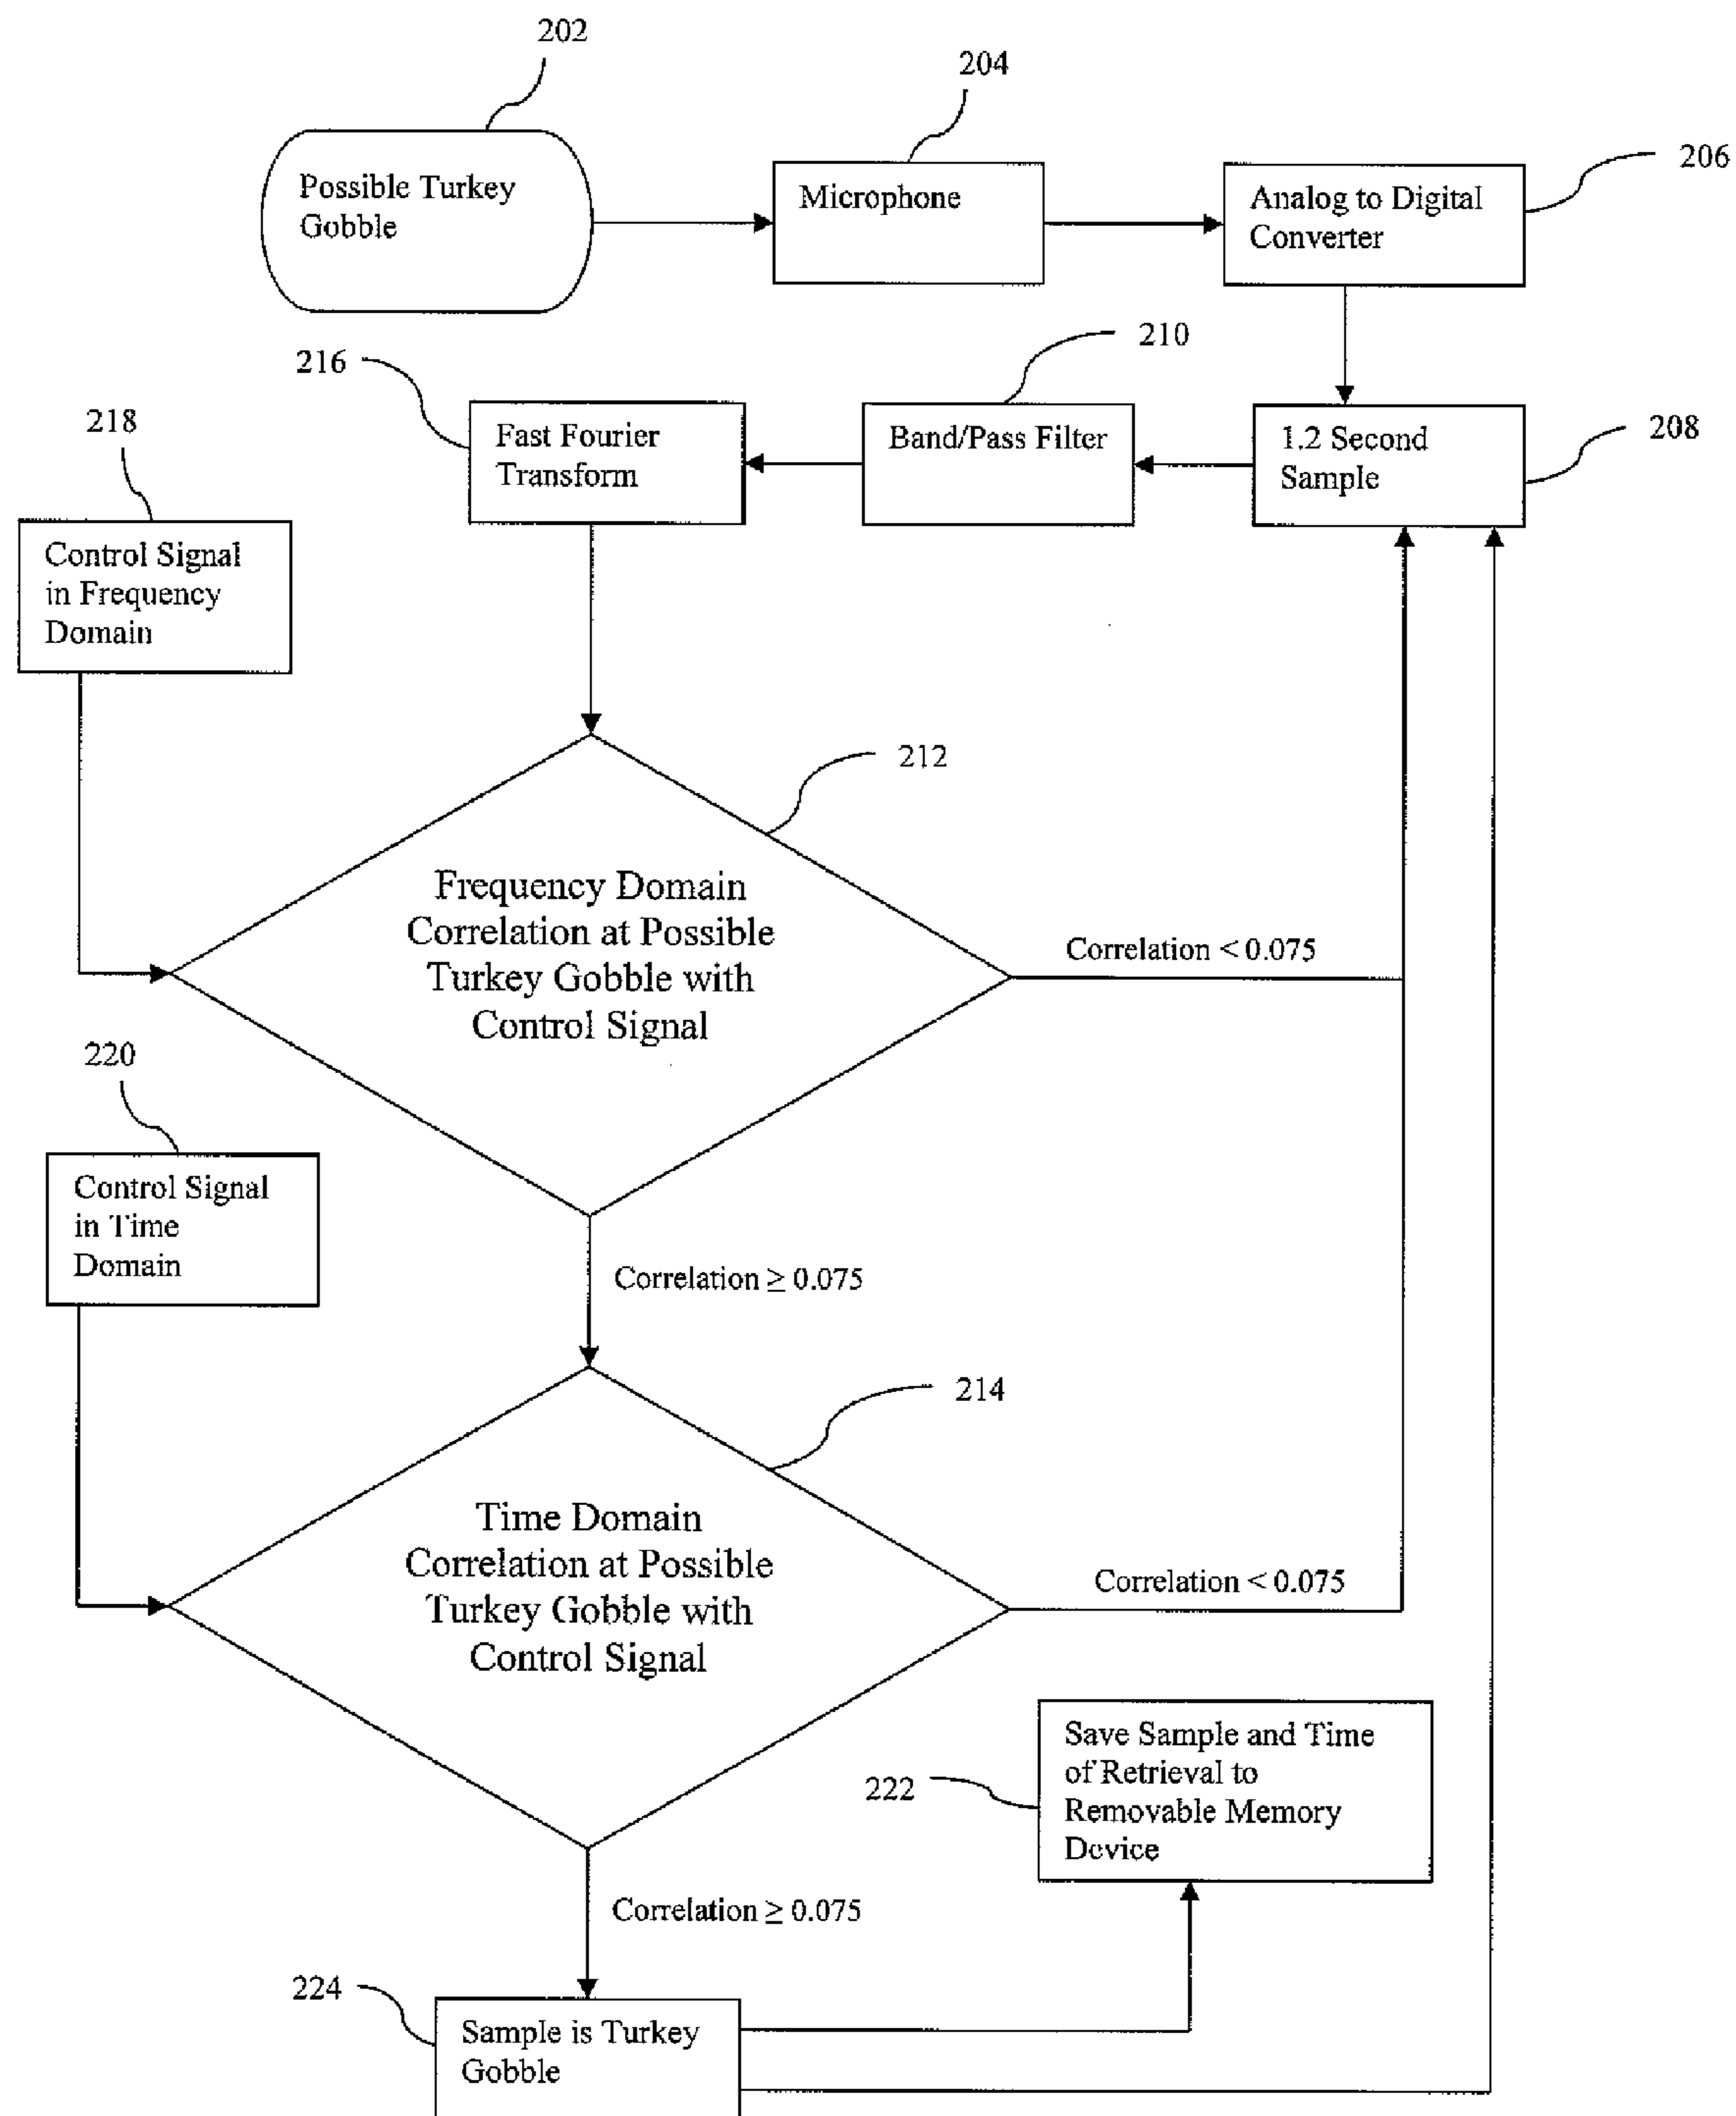 202
204
206
Possible Turkey
Gobble
Microphone
Analog to Digital
Converter
216
210
218
208
Fast Fourier
Transform
Band/Pass Filter
1.2 Second
Sample
Control Signal
in Frequency
Domain
212
Frequency Domain
Correlation at Possible
Turkey Gobble with
Control Signal
Correlation < 0.075
220
Control Signal
in Time
Domain
Correlation ≥ 0.075
214
Time Domain
Correlation at Possible
Turkey Gobble with
Control Signal
Correlation < 0.075
222
Save Sample and Time
of Retrieval to
Removable Memory
Device
Correlation ≥ 0.075
224
Sample is Turkey
Gobble